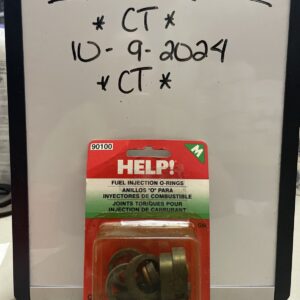 * CT *
10-9-2024
* CT *
90100
HELP!
M
FUEL INJECTION O-RINGS
ANILLOS "O" PARA
INYECTORES DE COMBUSTIBLE
JOINTS TORIQUES POUR
INJECTION DE CARBURANT